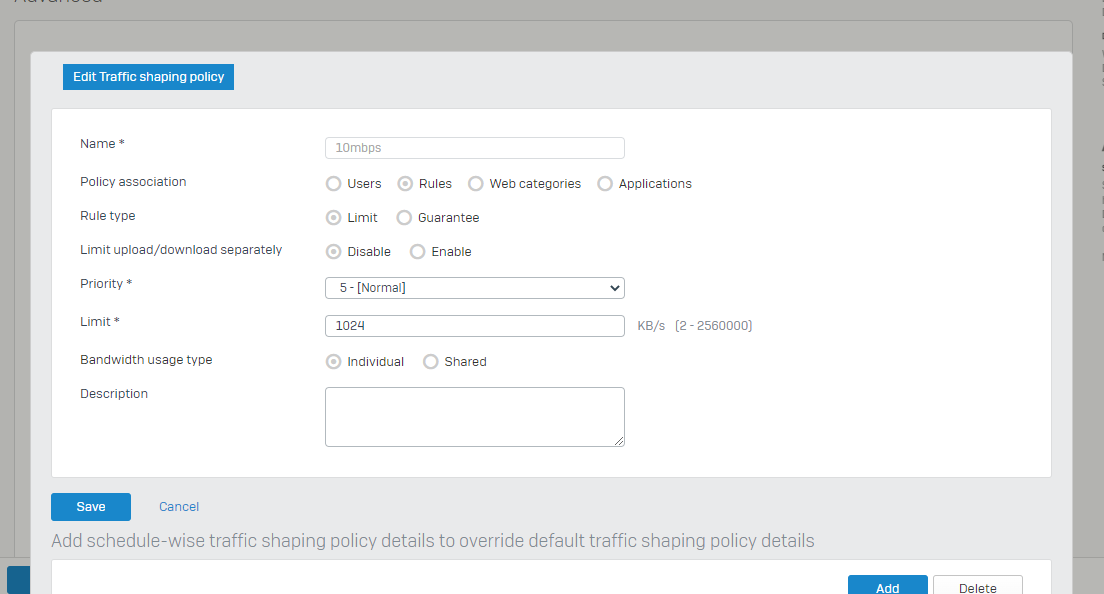 Advanced
Edit Traffic shaping policy
Name *
10mbps
Policy association
Users Rules Web categories Applications
Rule type
Limit Guarantee
Limit upload/download separately
Disable Enable
Priority *
5 - [Normal]
Limit *
1024 KB/s (2 - 2560000)
Bandwidth usage type
Individual Shared
Description
Save Cancel
Add schedule-wise traffic shaping policy details to override default traffic shaping policy details
Add Delete